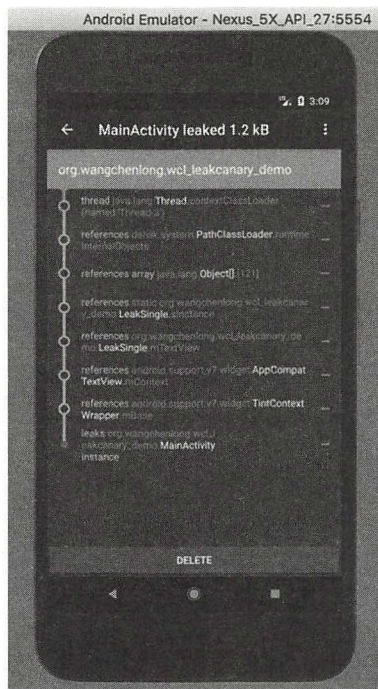 Android Emulator - Nexus_5X_API_27:5554
3:09
MainActivity leaked 1.2 kB
org.wangchenlong.wcl_leakcanary_demo
thread java.lang.Thread.contextClassLoader
(named 'Thread-3')
references dalvik.system.PathClassLoader.runtime
InternalObjects
references array java.lang.Object[].[121]
references static org.wangchenlong.wcl_leakcanar
y_demo.LeakSingle.sInstance
references org.wangchenlong.wcl_leakcanary_de
mo.LeakSingle.mTextView
references android.support.v7.widget.AppCompat
TextView.mContext
references android.support.v7.widget.TintContext
Wrapper.mBase
leaks org.wangchenlong.wcl_l
eakcanary_demo.MainActivity
instance
DELETE